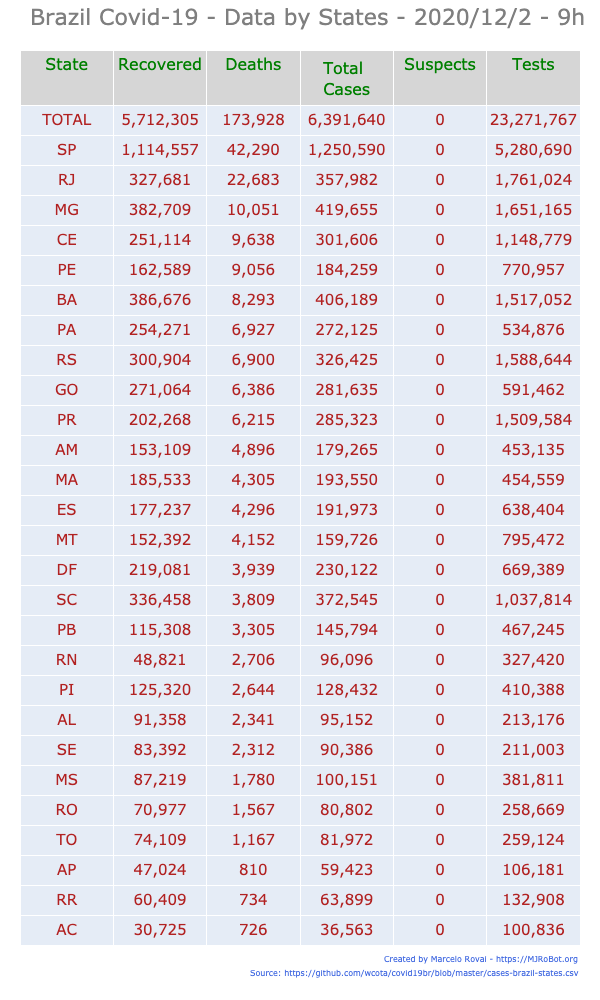 Brazil Covid-19 - Data by States - 2020/12/2 - 9h
State Recovered Deaths Total Cases Suspects Tests
TOTAL 5,712,305 173,928 6,391,640 0 23,271,767
SP 1,114,557 42,290 1,250,590 0 5,280,690
RJ 327,681 22,683 357,982 0 1,761,024
MG 382,709 10,051 419,655 0 1,651,165
CE 251,114 9,638 301,606 0 1,148,779
PE 162,589 9,056 184,259 0 770,957
BA 386,676 8,293 406,189 0 1,517,052
PA 254,271 6,927 272,125 0 534,876
RS 300,904 6,900 326,425 0 1,588,644
GO 271,064 6,386 281,635 0 591,462
PR 202,268 6,215 285,323 0 1,509,584
AM 153,109 4,896 179,265 0 453,135
MA 185,533 4,305 193,550 0 454,559
ES 177,237 4,296 191,973 0 638,404
MT 152,392 4,152 159,726 0 795,472
DF 219,081 3,939 230,122 0 669,389
SC 336,458 3,809 372,545 0 1,037,814
PB 115,308 3,305 145,794 0 467,245
RN 48,821 2,706 96,096 0 327,420
PI 125,320 2,644 128,432 0 410,388
AL 91,358 2,341 95,152 0 213,176
SE 83,392 2,312 90,386 0 211,003
MS 87,219 1,780 100,151 0 381,811
RO 70,977 1,567 80,802 0 258,669
TO 74,109 1,167 81,972 0 259,124
AP 47,024 810 59,423 0 106,181
RR 60,409 734 63,899 0 132,908
AC 30,725 726 36,563 0 100,836
Created by Marcelo Rovai - https://MJRoBot.org
Source: https://github.com/wcota/covid19br/blob/master/cases-brazil-states.csv